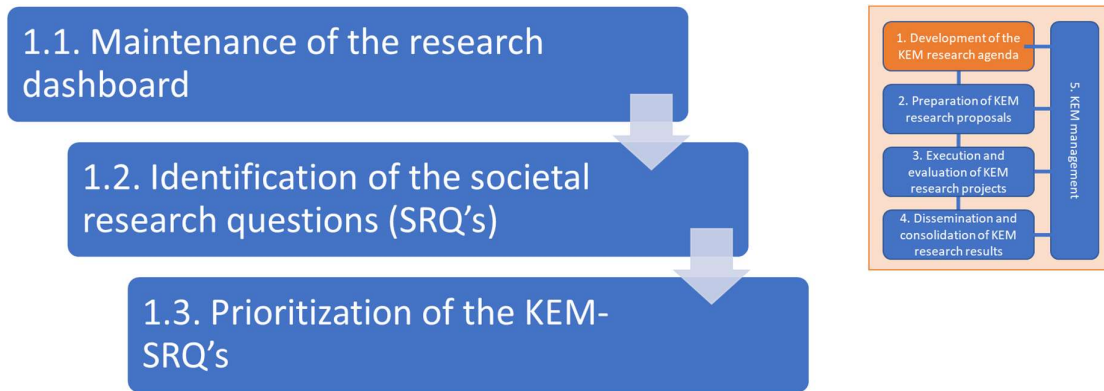 1.1. Maintenance of the research
dashboard
1.2. Identification of the societal
research questions (SRQ’s)
1.3. Prioritization of the KEM-
SRQ’s
1. Development of the
KEM research agenda
2. Preparation of KEM
research proposals
3. Execution and
evaluation of KEM
research projects
4. Dissemination and
consolidation of KEM
research results
5. KEM management